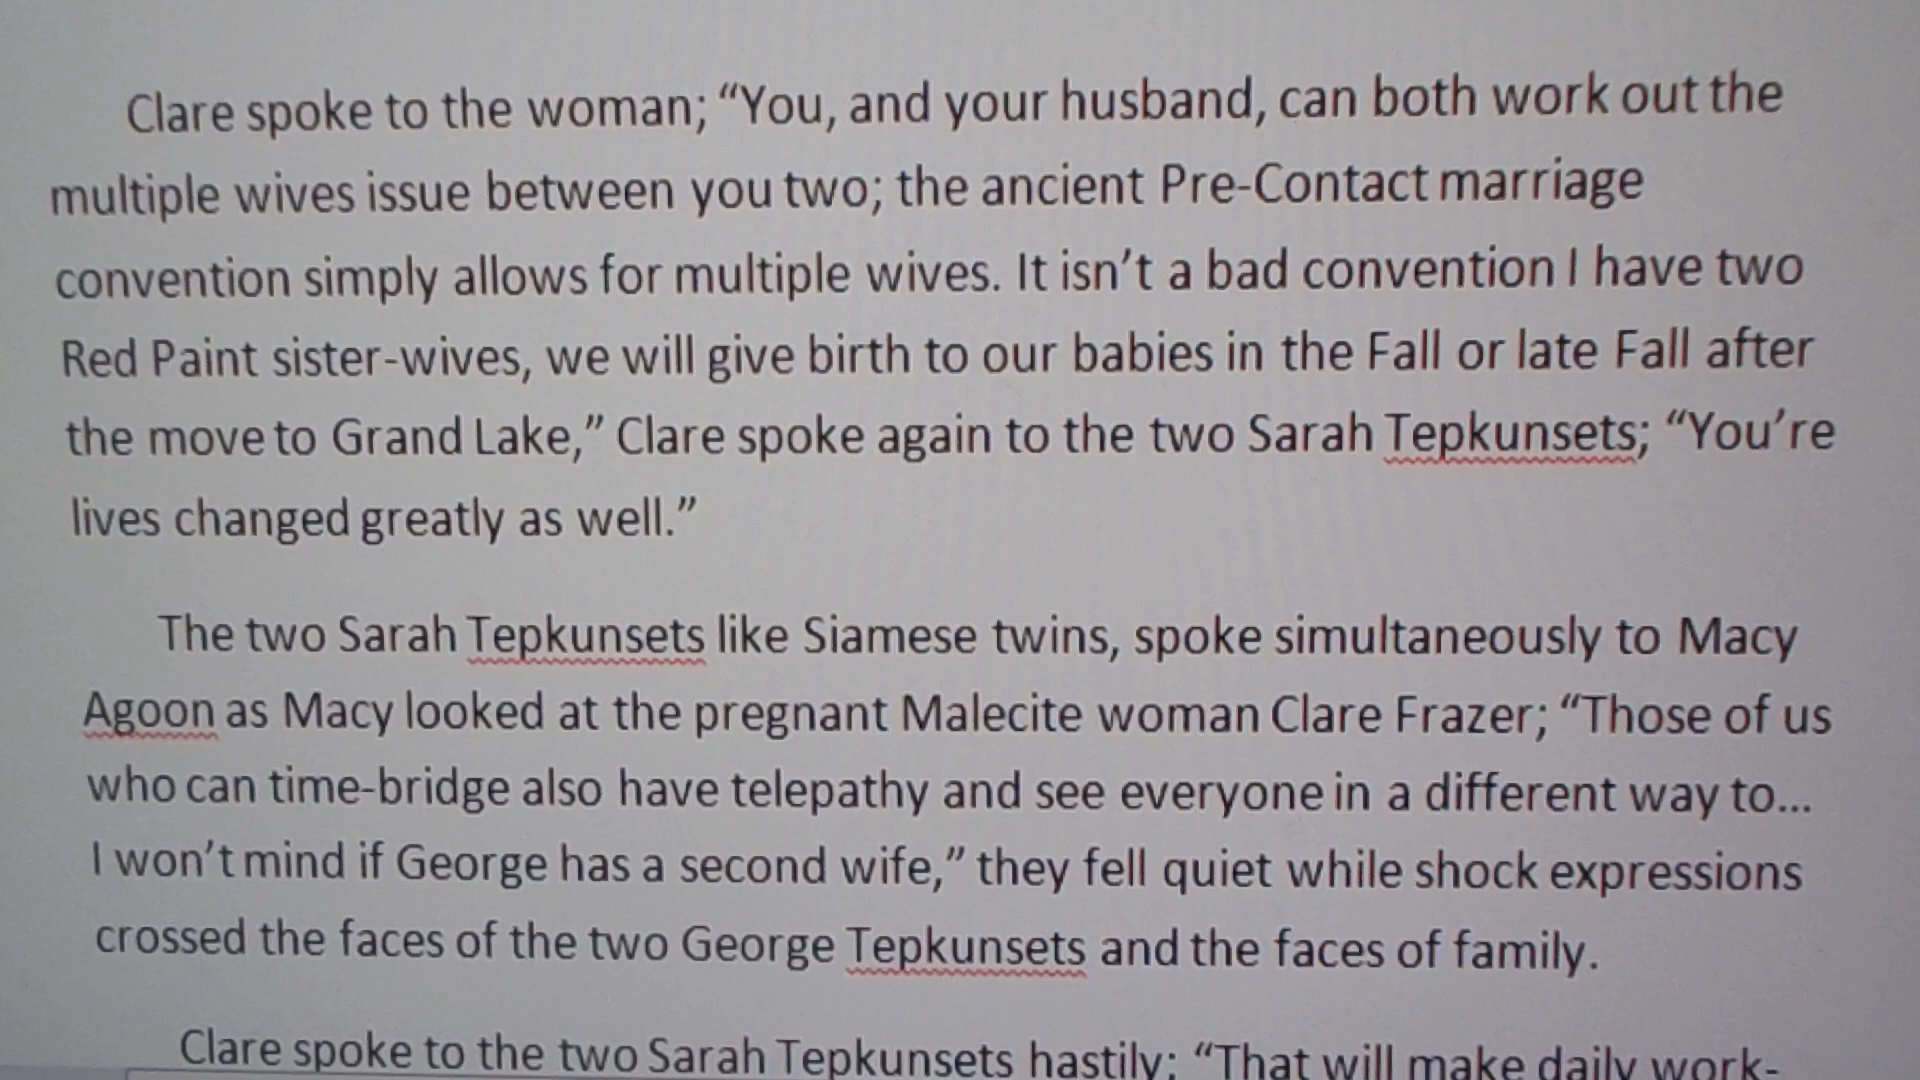 Clare spoke to the woman; “You, and your husband, can both work out the
multiple wives issue between you two; the ancient Pre-Contact marriage
convention simply allows for multiple wives. It isn’t a bad convention I have two
Red Paint sister-wives, we will give birth to our babies in the Fall or late Fall after
the move to Grand Lake,” Clare spoke again to the two Sarah Tepkunsets; “You’re
lives changed greatly as well.”
The two Sarah Tepkunsets like Siamese twins, spoke simultaneously to Macy
Agoon as Macy looked at the pregnant Malecite woman Clare Frazer; “Those of us
who can time-bridge also have telepathy and see everyone in a different way to...
I won’t mind if George has a second wife,” they fell quiet while shock expressions
crossed the faces of the two George Tepkunsets and the faces of family.
Clare spoke to the two Sarah Tepkunsets hastily; “That will make daily work-